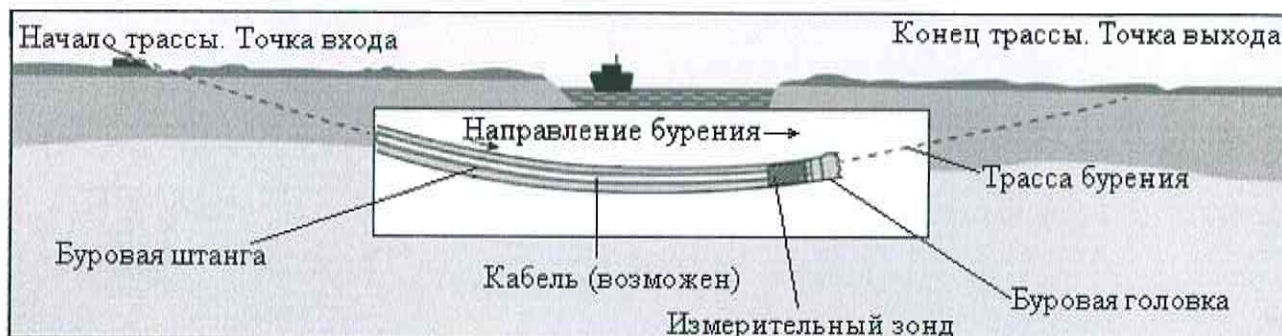 Начало трассы. Точка входа
Конец трассы. Точка выхода
Направление бурения
Трасса бурения
Буровая штанга
Кабель (возможен)
Буровая головка
Измерительный зонд